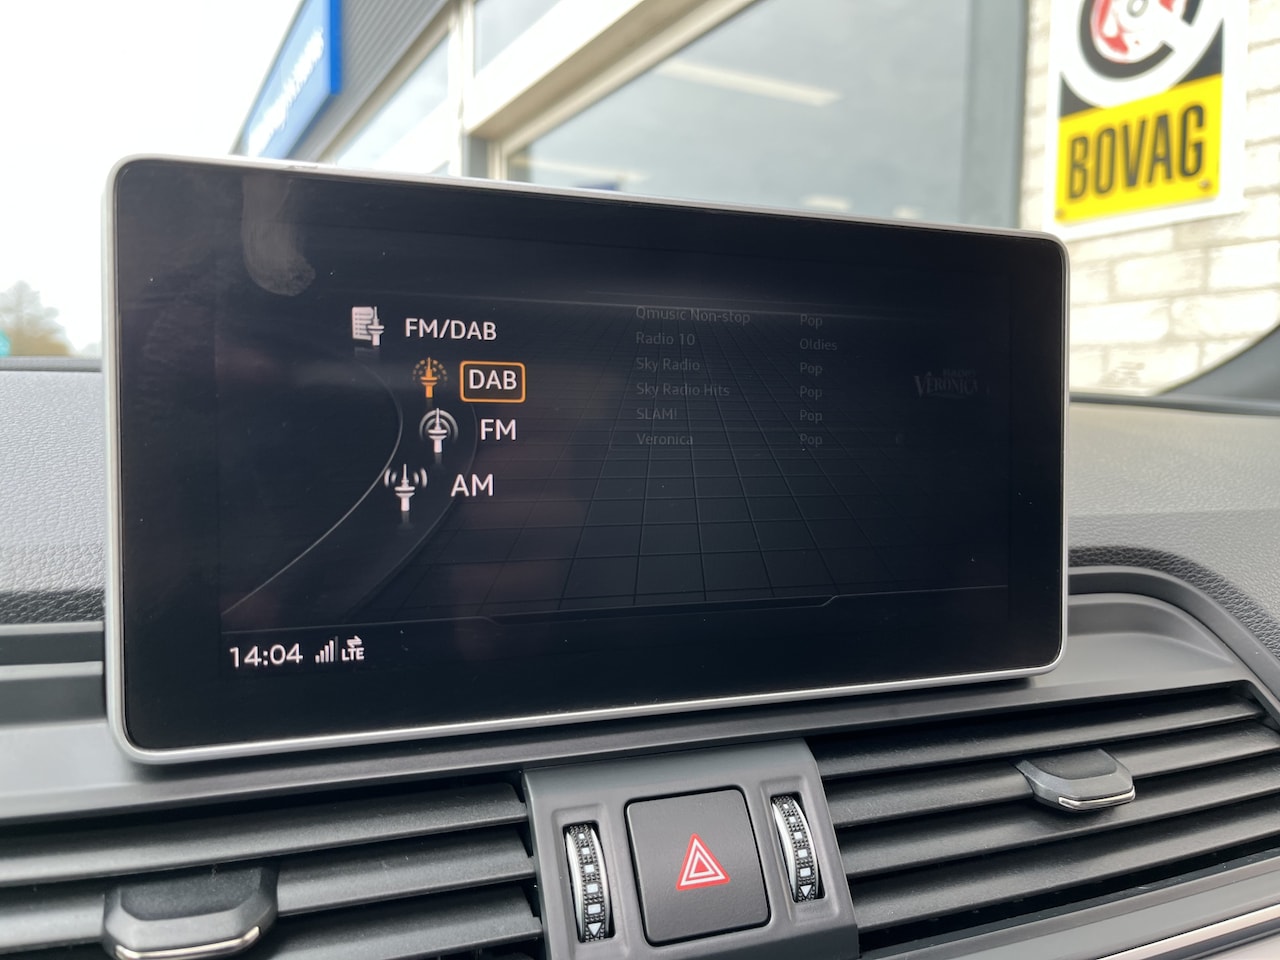 BOVAG
FM/DAB
DAB
FM
AM
Qmusic Non-stop Pop
Radio 10 Oldies
Sky Radio Pop
Sky Radio Hits Pop
SLAM! Pop
Veronica Pop
VERONICA
14:04 LTE